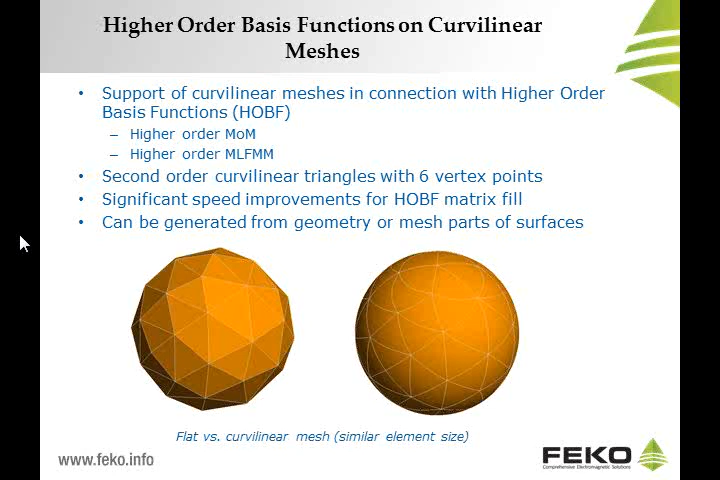 Higher Order Basis Functions on Curvilinear
Meshes
• Support of curvilinear meshes in connection with Higher Order
Basis Functions (HOBF)
– Higher order MoM
– Higher order MLFMM
• Second order curvilinear triangles with 6 vertex points
• Significant speed improvements for HOBF matrix fill
• Can be generated from geometry or mesh parts of surfaces
Flat vs. curvilinear mesh (similar element size)
www.feko.info
FEKO
Comprehensive Electromagnetic Solutions